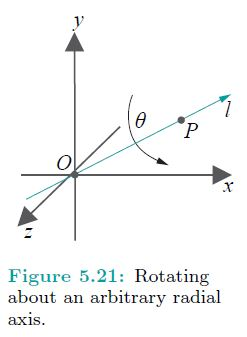 y
θ
l
P
O
x
z
Figure 5.21: Rotating
about an arbitrary radial
axis.